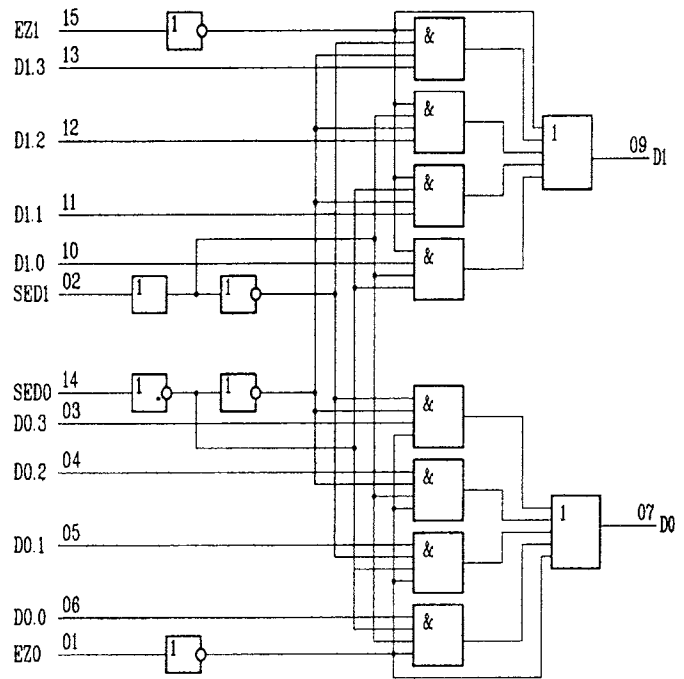 EZ1 15 1
D1.3 13 &
D1.2 12 &
1 09 D1
D1.1 11 &
D1.0 10 &
SED1 02 1 1
SED0 14 1 1
D0.3 03 &
D0.2 04 &
1 07 D0
D0.1 05 &
D0.0 06 &
EZ0 01 1